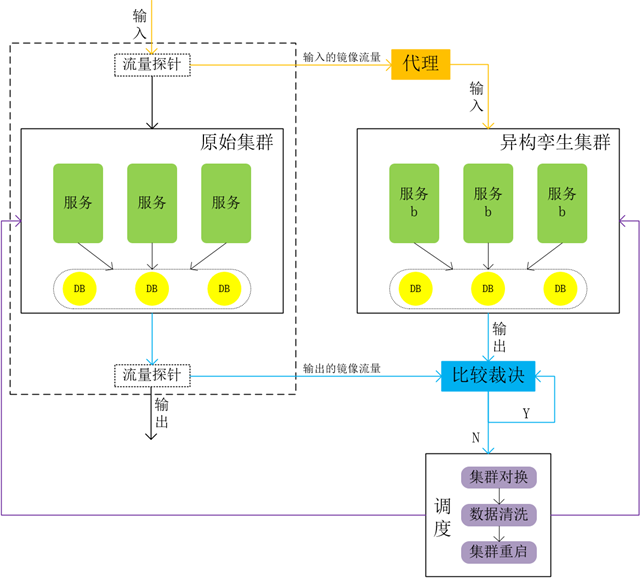 输入
流量探针
输入的镜像流量
代理
输入
原始集群
异构孪生集群
服务
服务
服务
服务
b
服务
b
服务
b
DB
DB
DB
DB
DB
DB
输出
流量探针
输出的镜像流量
比较裁决
输出
Y
N
调度
集群对换
数据清洗
集群重启